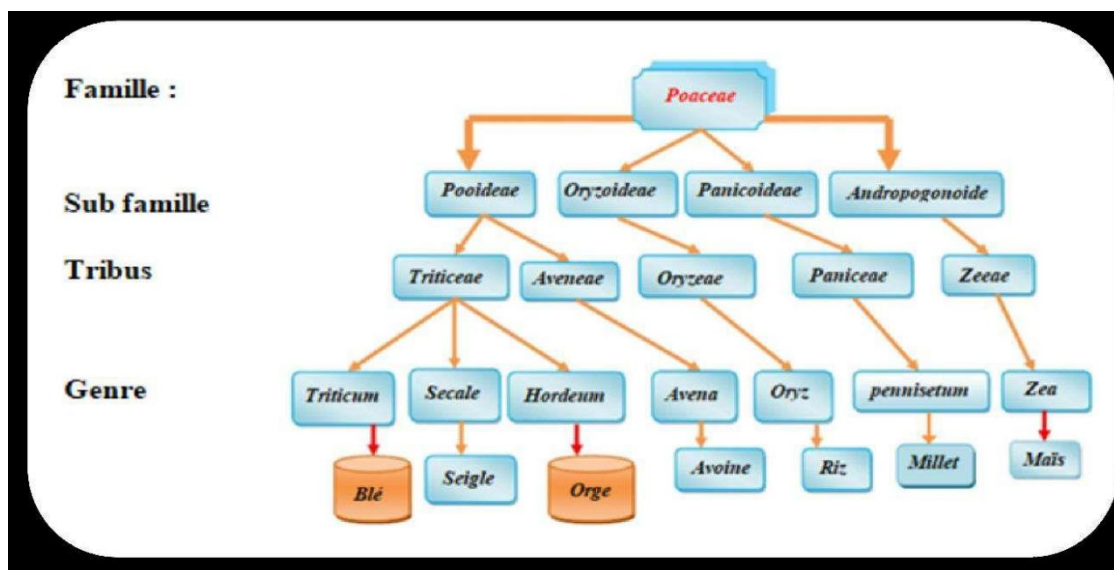 Famille :
Poaceae
Sub famille
Pooideae
Oryzoideae
Panicoideae
Andropogonoide
Tribus
Triticeae
Aveneae
Oryzeae
Paniceae
Zeeae
Genre
Triticum
Secale
Hordeum
Avena
Oryz
pennisetum
Zea
Blé
Seigle
Orge
Avoine
Riz
Millet
Maïs